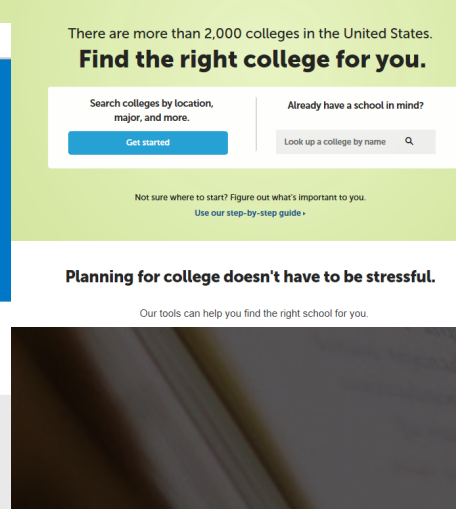 There are more than 2,000 colleges in the United States.
Find the right college for you.
Search colleges by location,
major, and more.
Get started
Already have a school in mind?
Look up a college by name
Not sure where to start? Figure out what's important to you.
Use our step-by-step guide ›
Planning for college doesn't have to be stressful.
Our tools can help you find the right school for you.